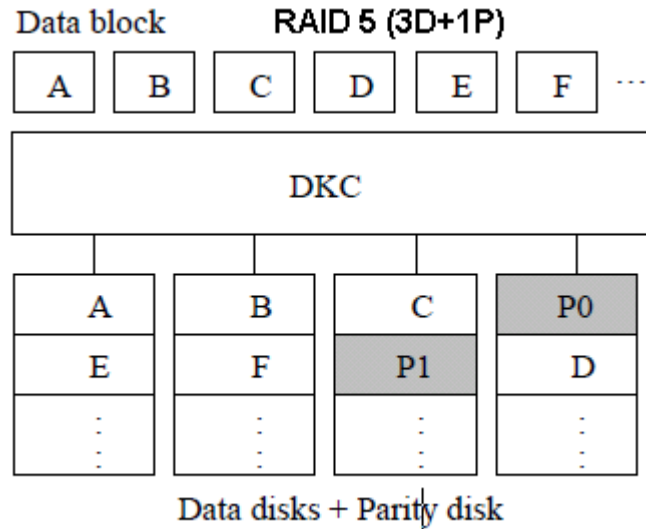 Data block RAID 5 (3D+1P)
A B C D E F ...
DKC
A B C P0
E F P1 D
Data disks + Parity disk